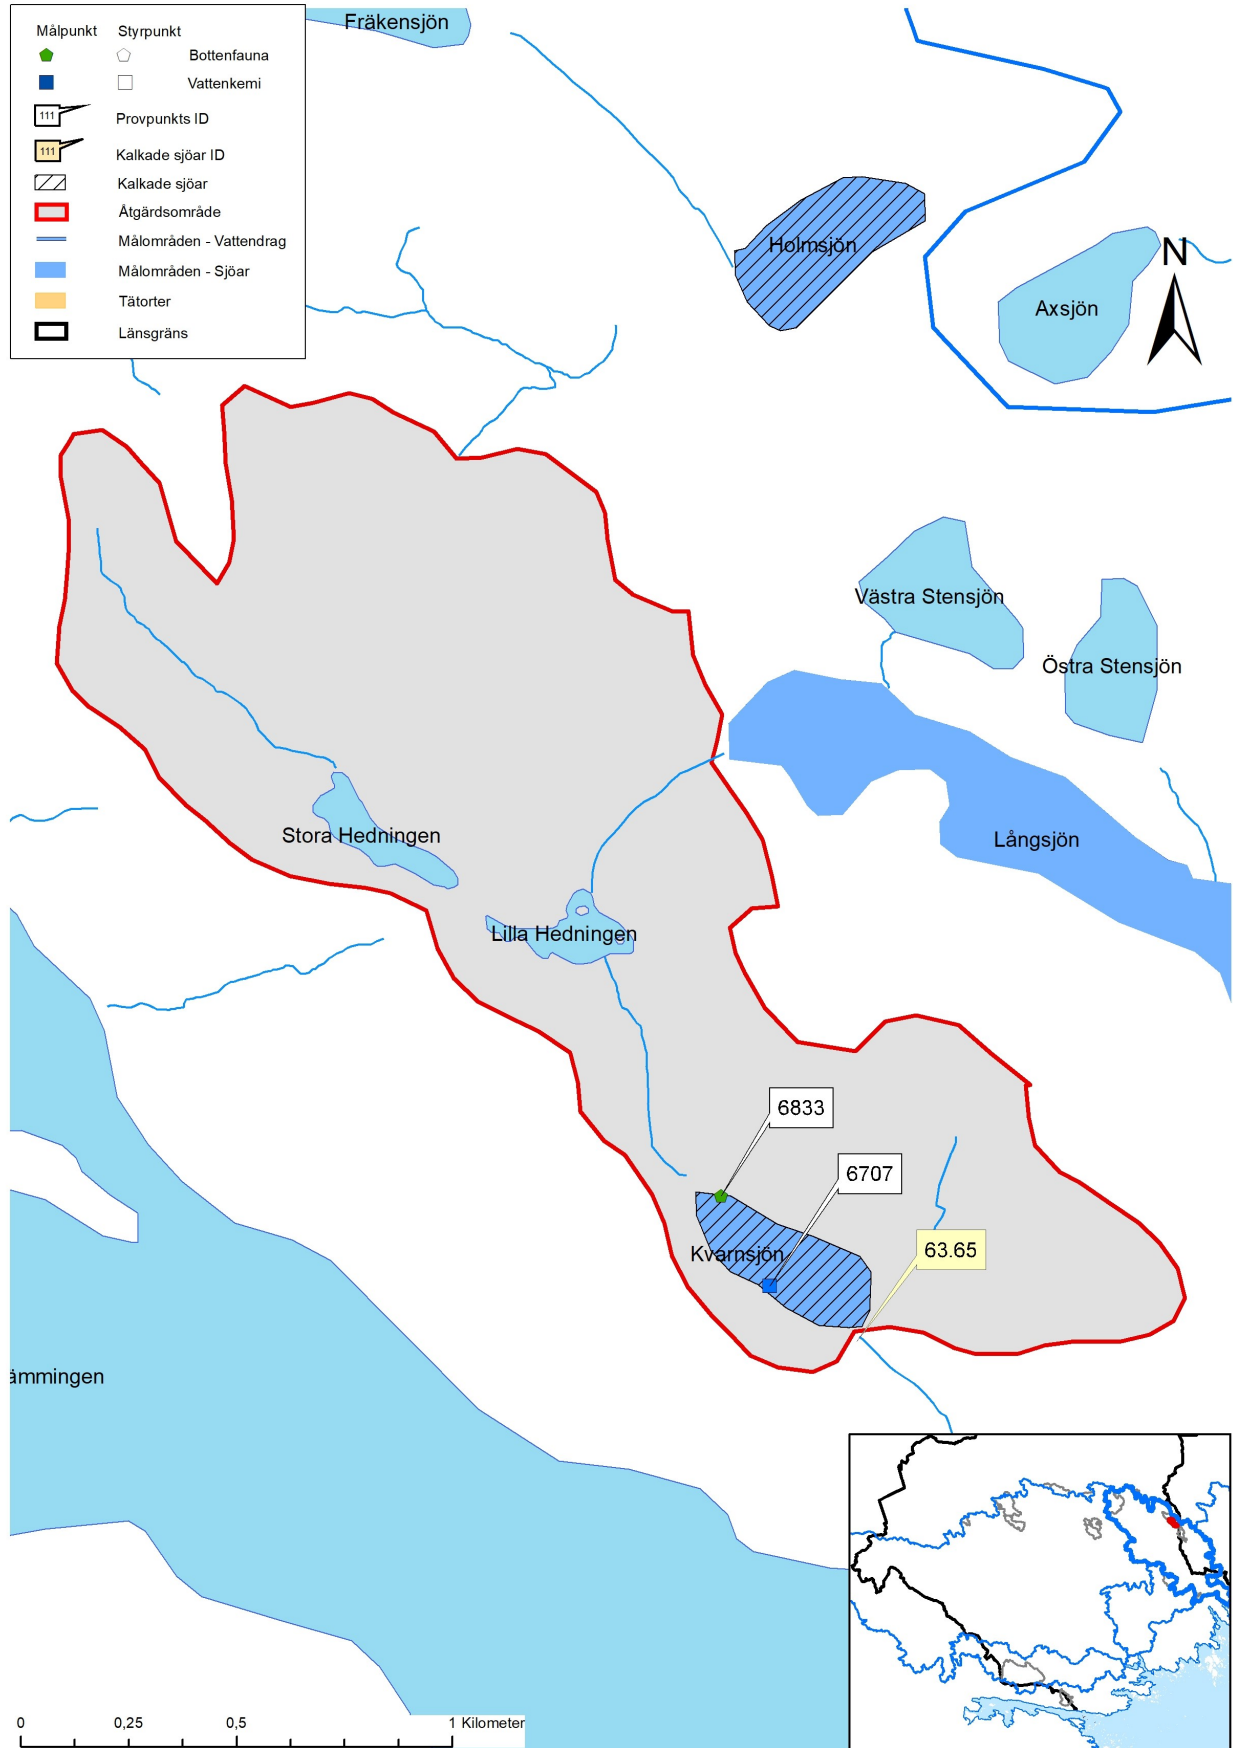 Målpunkt Styrpunkt
Bottenfauna
Vattenkemi
111 Provpunkts ID
111 Kalkade sjöar ID
Kalkade sjöar
Åtgärdsområde
Målområden - Vattendrag
Målområden - Sjöar
Tätorter
Länsgräns
Fräkensjön
Holmsjön
N
Axsjön
Västra Stensjön
Östra Stensjön
Stora Hedningen
Långsjön
Lilla Hedningen
6833
6707
Kvarnsjön
63.65
ämmingen
0 0,25 0,5 1 Kilometer